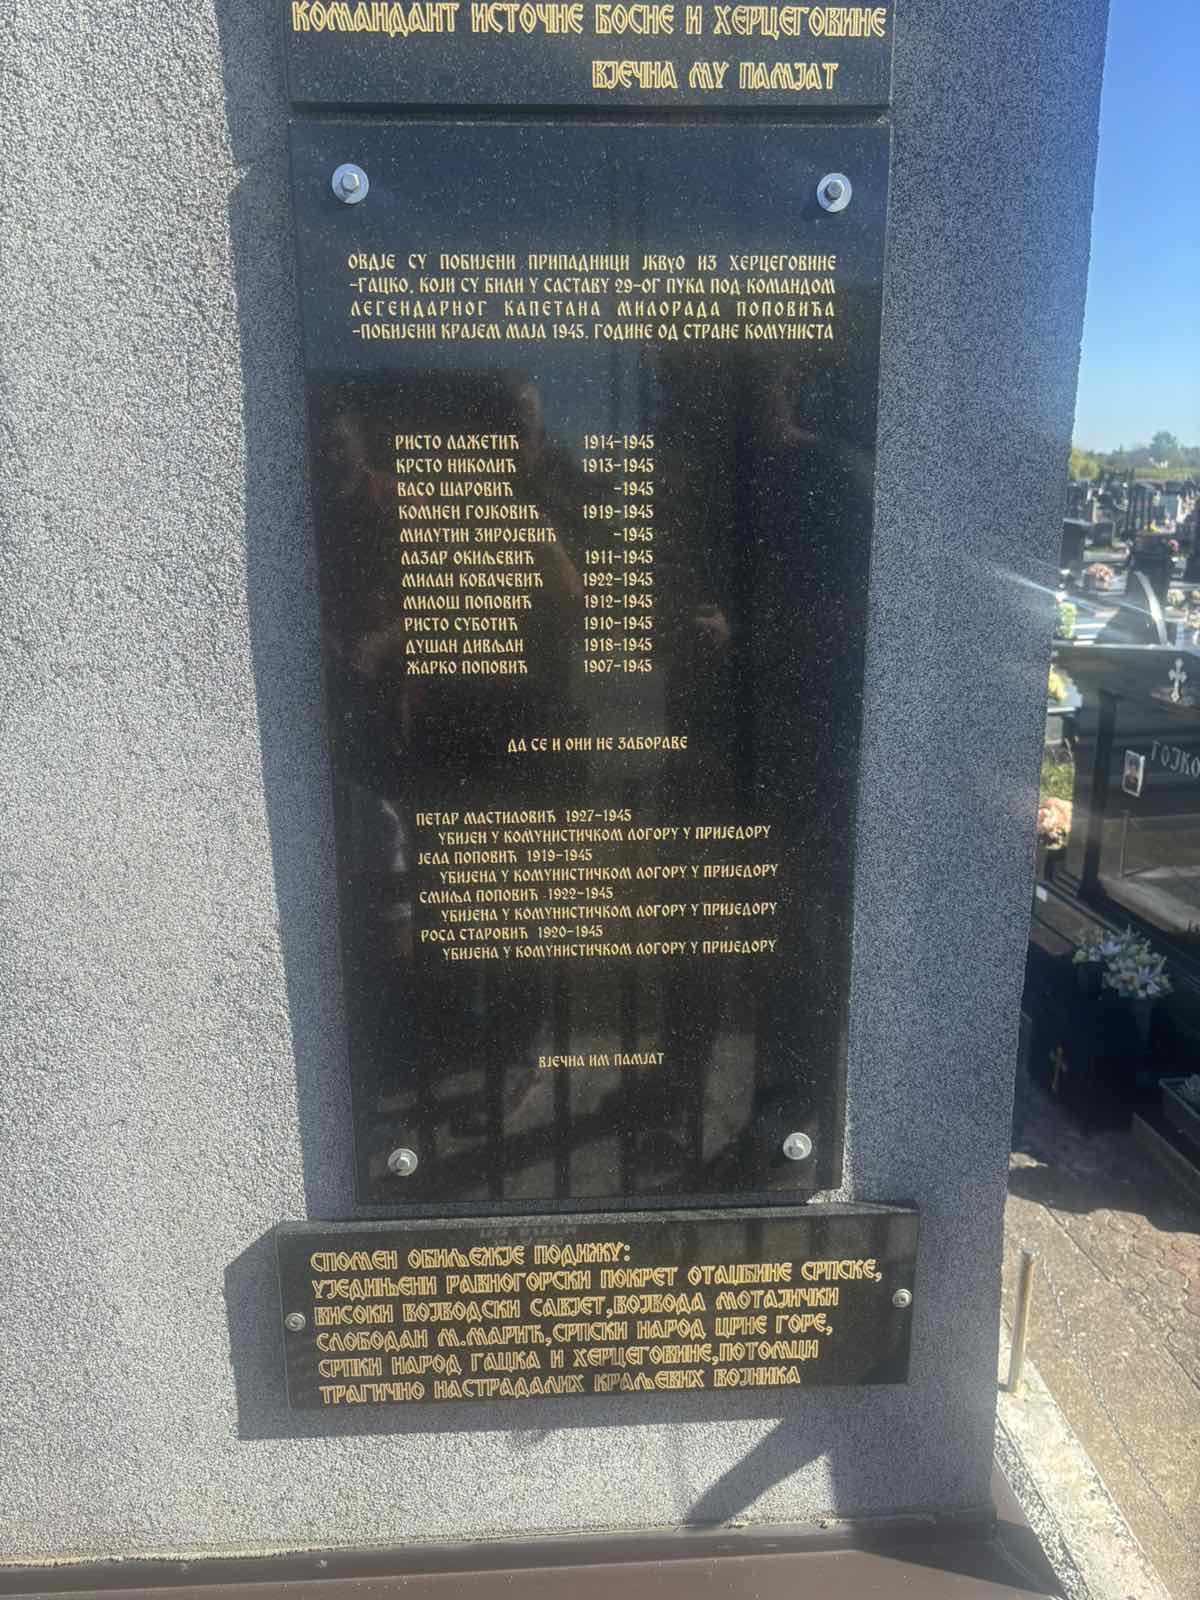 КОМАНДАНТ ИСТОЧНЕ БОСНЕ И ХЕРЦЕГОВИНЕ
ВЈЕЧНА МУ ПАМЈАТ
ОВДЈЕ СУ ПОБИЈЕНИ ПРИПАДНИЦИ ЈКВуО ИЗ ХЕРЦЕГОВИНЕ
-ГАЦКО, КОЈИ СУ БИЛИ У САСТАВУ 29-ОГ ПУКА ПОД КОМАНДОМ
ЛЕГЕНДАРНОГ КАПЕТАНА МИЛОРАДА ПОПОВИЋА
-ПОБИЈЕНИ КРАЈЕМ МАЈА 1945. ГОДИНЕ ОД СТРАНЕ КОМУНИСТА
РИСТО ЛАЖЕТИЋ 1914-1945
КРСТО НИКОЛИЋ 1913-1945
ВАСО ШАРОВИЋ -1945
КОМНЕН ГОЈКОВИЋ 1919-1945
МИЛУТИН ЗИРОЈЕВИЋ -1945
ЛАЗАР ОКИЉЕВИЋ 1911-1945
МИЛАН КОВАЧЕВИЋ 1922-1945
МИЛОШ ПОПОВИЋ 1912-1945
РИСТО СУБОТИЋ 1910-1945
ДУШАН ДИВЉАН 1918-1945
ЖАРКО ПОПОВИЋ 1907-1945
ДА СЕ И ОНИ НЕ ЗАБОРАВЕ
ПЕТАР МАСТИЛОВИЋ 1927-1945
УБИЈЕН У КОМУНИСТИЧКОМ ЛОГОРУ У ПРИЈЕДОРУ
ЈЕЛА ПОПОВИЋ 1919-1945
УБИЈЕНА У КОМУНИСТИЧКОМ ЛОГОРУ У ПРИЈЕДОРУ
СМИЉА ПОПОВИЋ 1922-1945
УБИЈЕНА У КОМУНИСТИЧКОМ ЛОГОРУ У ПРИЈЕДОРУ
РОСА СТАРОВИЋ 1920-1945
УБИЈЕНА У КОМУНИСТИЧКОМ ЛОГОРУ У ПРИЈЕДОРУ
ВЈЕЧНА ИМ ПАМЈАТ
СПОМЕН ОБИЉЕЖЈЕ ПОДИЖУ:
УЈЕДИЊЕНИ РАВНОГОРСКИ ПОКРЕТ ОТАЏБИНЕ СРПСКЕ,
ВИСОКИ ВОЈВОДСКИ САВЈЕТ,ВОЈВОДА МОТАЈИЧКИ
СЛОБОДАН М.МАРИЋ,СРПСКИ НАРОД ЦРНЕ ГОРЕ,
СРПКИ НАРОД ГАЦКА И ХЕРЦЕГОВИНЕ,ПОТОМЦИ
ТРАГИЧНО НАСТРАДАЛИХ КРАЉЕВИХ ВОЈНИКА